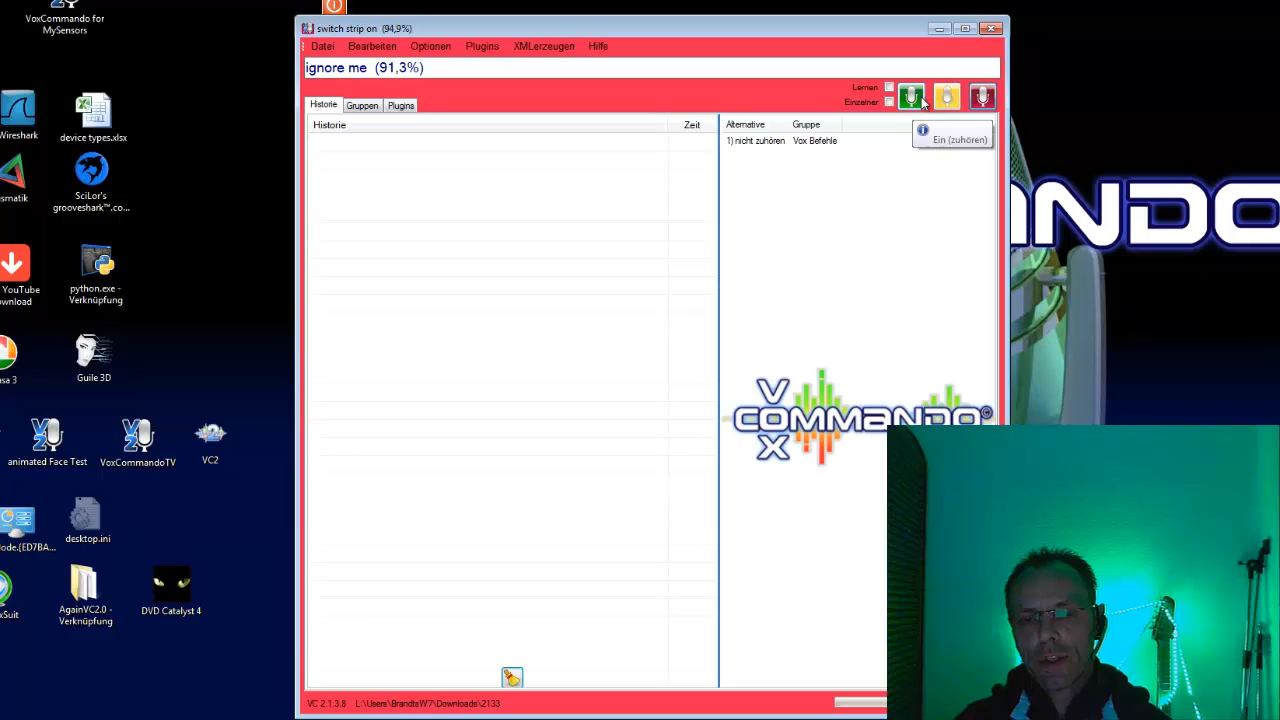 VoxCommando for
MySensors
Wireshark
device types.xlsx
SciLor's
grooveshark™.co...
YouTube
python.exe -
Verknüpfung
Guile 3D
animated Face Test
VoxCommandoTV
VC2
desktop.ini
AgainVC2.0 -
Verknüpfung
DVD Catalyst 4
switch strip on (94,9%)
Datei Bearbeiten Optionen Plugins XMLerzeugen Hilfe
ignore me (91,3%)
Lernen
Einzelner
Historie Gruppen Plugins
Historie Zeit
Alternative Gruppe
1) nicht zuhören Vox Befehle
Ein (zuhören)
VOX
COMMANDO©
VC 2.1.3.8 L:\Users\BrandtsW7\Downloads\2133